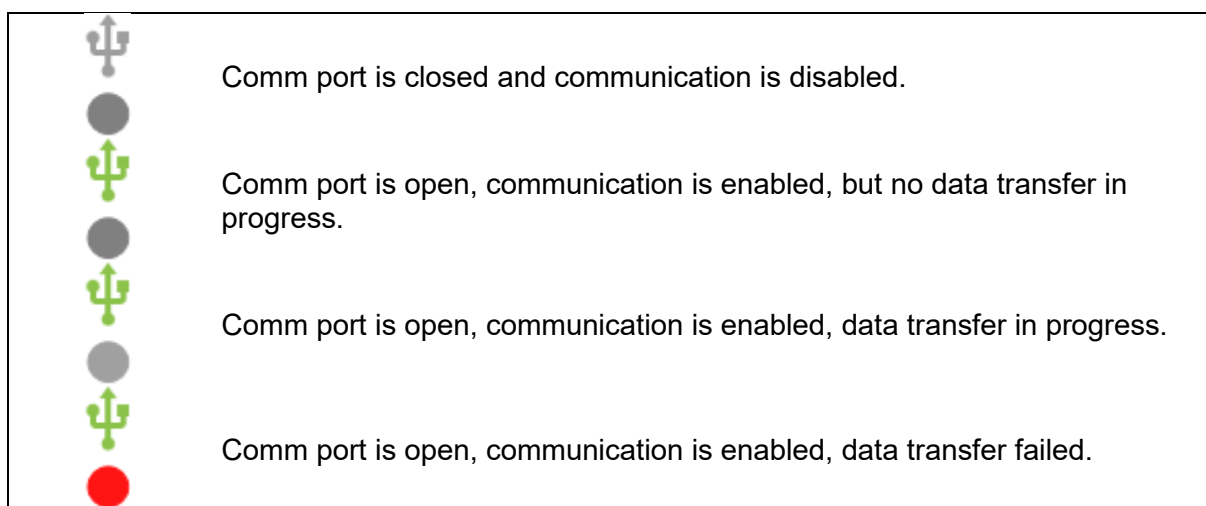 Comm port is closed and communication is disabled.
Comm port is open, communication is enabled, but no data transfer in
progress.
Comm port is open, communication is enabled, data transfer in progress.
Comm port is open, communication is enabled, data transfer failed.